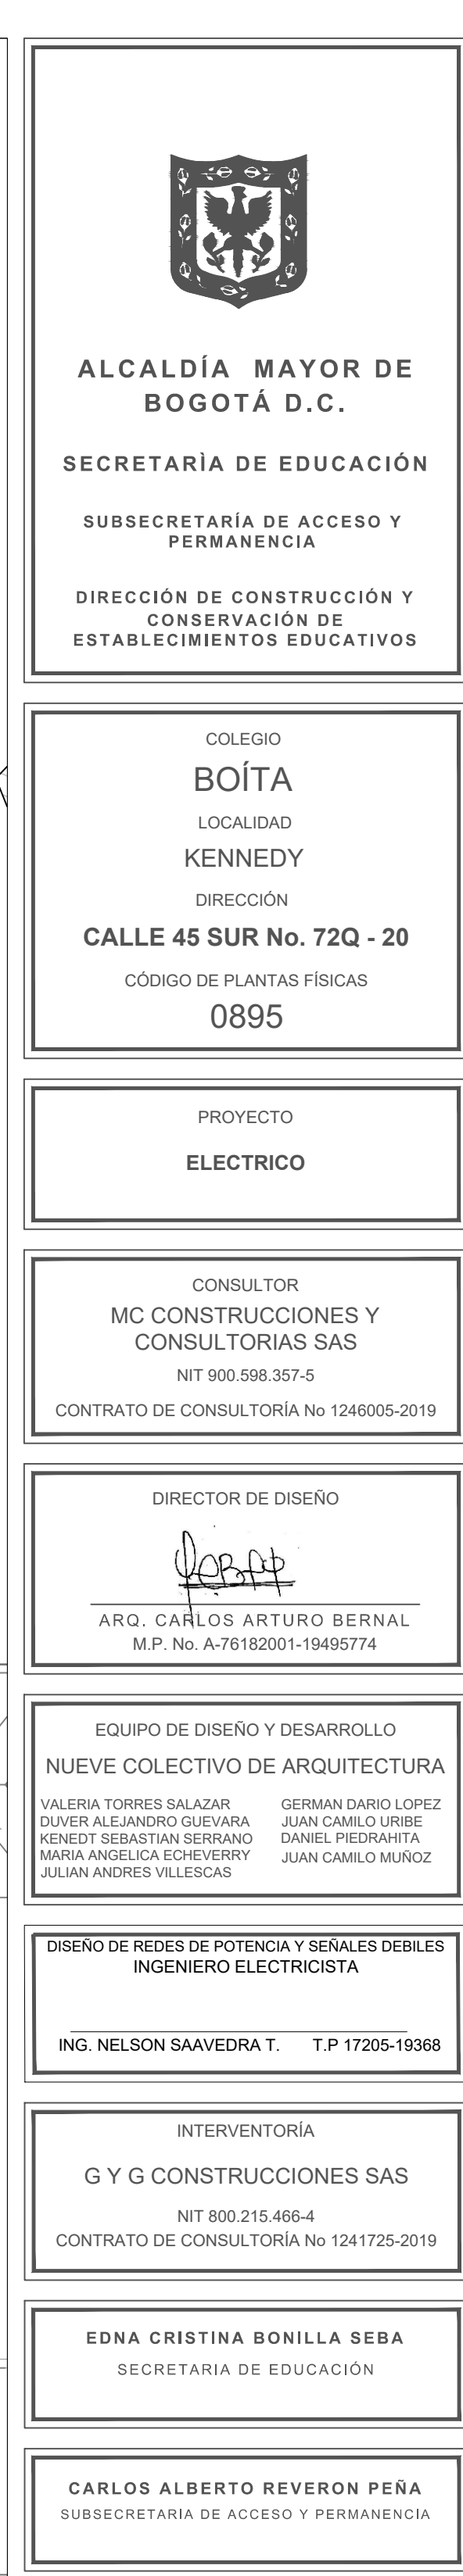 ALCALDÍA MAYOR DE
BOGOTÁ D.C.
SECRETARÌA DE EDUCACIÓN
SUBSECRETARÍA DE ACCESO Y
PERMANENCIA
DIRECCIÓN DE CONSTRUCCIÓN Y
CONSERVACIÓN DE
ESTABLECIMIENTOS EDUCATIVOS
COLEGIO
BOÍTA
LOCALIDAD
KENNEDY
DIRECCIÓN
CALLE 45 SUR No. 72Q - 20
CÓDIGO DE PLANTAS FÍSICAS
0895
PROYECTO
ELECTRICO
CONSULTOR
MC CONSTRUCCIONES Y
CONSULTORIAS SAS
NIT 900.598.357-5
CONTRATO DE CONSULTORÍA No 1246005-2019
DIRECTOR DE DISEÑO
ARQ. CARLOS ARTURO BERNAL
M.P. No. A-76182001-19495774
EQUIPO DE DISEÑO Y DESARROLLO
NUEVE COLECTIVO DE ARQUITECTURA
VALERIA TORRES SALAZAR
DUVER ALEJANDRO GUEVARA
KENEDT SEBASTIAN SERRANO
MARIA ANGELICA ECHEVERRY
JULIAN ANDRES VILLESCAS
GERMAN DARIO LOPEZ
JUAN CAMILO URIBE
DANIEL PIEDRAHITA
JUAN CAMILO MUÑOZ
DISEÑO DE REDES DE POTENCIA Y SEÑALES DEBILES
INGENIERO ELECTRICISTA
ING. NELSON SAAVEDRA T. T.P 17205-19368
INTERVENTORÍA
G Y G CONSTRUCCIONES SAS
NIT 800.215.466-4
CONTRATO DE CONSULTORÍA No 1241725-2019
EDNA CRISTINA BONILLA SEBA
SECRETARIA DE EDUCACIÓN
CARLOS ALBERTO REVERON PEÑA
SUBSECRETARIA DE ACCESO Y PERMANENCIA